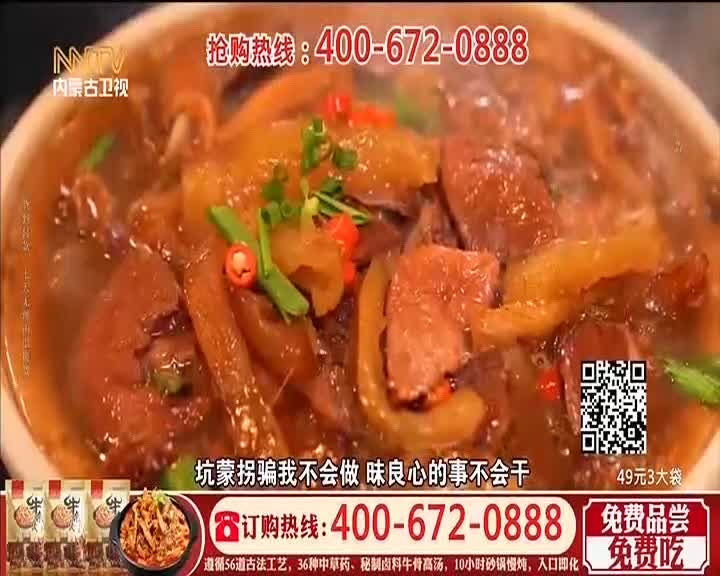 NMTV
内蒙古卫视
抢购热线:400-672-0888
49元3大袋
坑蒙拐骗我不会做 昧良心的事不会干
订购热线:400-672-0888
遵循56道古法工艺，36种中草药、秘制卤料牛骨高汤，10小时砂锅慢炖，入口即化
免费品尝
免费吃